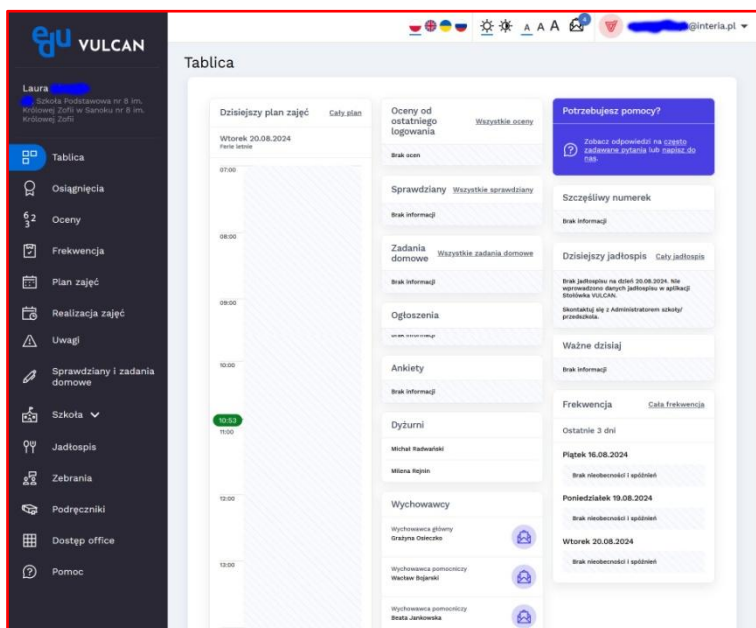 edu VULCAN
Laura
Szkoła Podstawowa nr 8 im.
Królowej Zofii w Sanoku nr 8 im.
Królowej Zofii
Tablica
Osiągnięcia
6 2
3
Oceny
Frekwencja
Plan zajęć
Realizacja zajęć
Uwagi
Sprawdziany i zadania
domowe
Szkoła
Jadłospis
Zebrania
Podręczniki
Dostęp office
Pomoc
A A A
4
@interia.pl
Tablica
Dzisiejszy plan zajęć Cały plan
Wtorek 20.08.2024
Ferie letnie
07:00
08:00
09:00
10:00
10:53
11:00
12:00
13:00
Oceny od
ostatniego
logowania
Wszystkie oceny
Brak ocen
Sprawdziany Wszystkie sprawdziany
Brak informacji
Zadania
domowe
Wszystkie zadania domowe
Brak informacji
Ogłoszenia
Brak informacji
Ankiety
Brak informacji
Dyżurni
Michał Radwański
Milena Rejnin
Wychowawcy
Wychowawca główny
Grażyna Osieczko
Wychowawca pomocniczy
Wacław Bojarski
Wychowawca pomocniczy
Beata Jankowska
Potrzebujesz pomocy?
Zobacz odpowiedzi na często
zadawane pytania lub napisz do
nas.
Szczęśliwy numerek
Brak informacji
Dzisiejszy jadłospis Cały jadłospis
Brak jadłospisu na dzień 20.08.2024. Nie
wprowadzono danych jadłospisu w aplikacji
Stołówka VULCAN.
Skontaktuj się z Administratorem szkoły/
przedszkola.
Ważne dzisiaj
Brak informacji
Frekwencja Cała frekwencja
Ostatnie 3 dni
Piątek 16.08.2024
Brak nieobecności i spóźnień
Poniedziałek 19.08.2024
Brak nieobecności i spóźnień
Wtorek 20.08.2024
Brak nieobecności i spóźnień